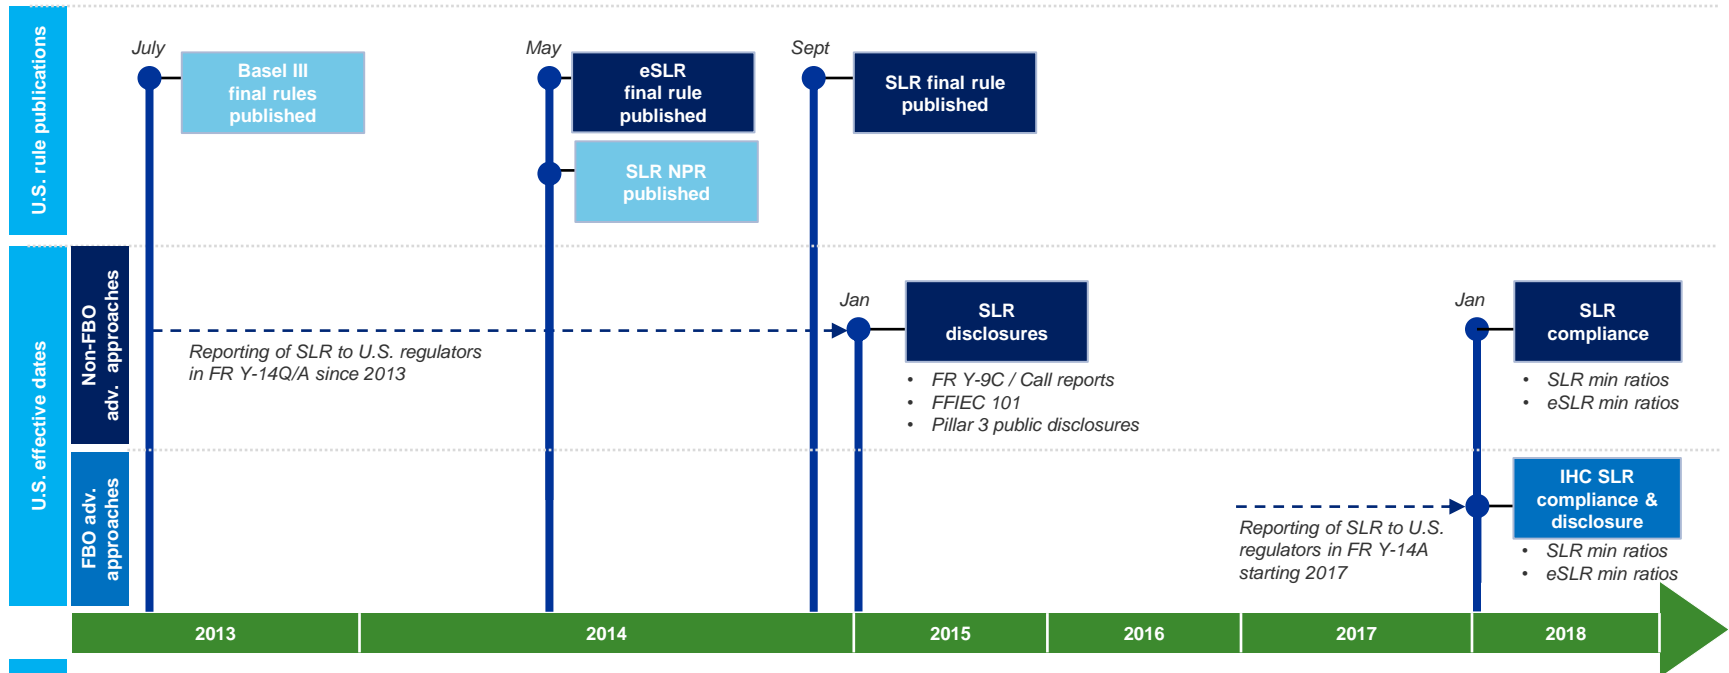 U.S. rule publications
July
Basel III
final rules
published
May
eSLR
final rule
published
SLR NPR
published
Sept
SLR final rule
published
U.S. effective dates
Non-FBO
adv. approaches
Reporting of SLR to U.S. regulators
in FR Y-14Q/A since 2013
Jan
SLR
disclosures
• FR Y-9C / Call reports
• FFIEC 101
• Pillar 3 public disclosures
Jan
SLR
compliance
• SLR min ratios
• eSLR min ratios
FBO adv.
approaches
Reporting of SLR to U.S.
regulators in FR Y-14A
starting 2017
IHC SLR
compliance &
disclosure
• SLR min ratios
• eSLR min ratios
2013
2014
2015
2016
2017
2018